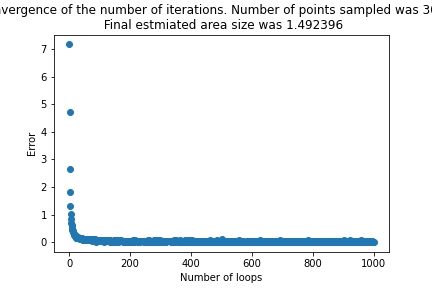 vergence of the number of iterations. Number of points sampled was 30
Final estmiated area size was 1.492396
7
6
5
4
3
2
1
0
Error
0 200 400 600 800 1000
Number of loops